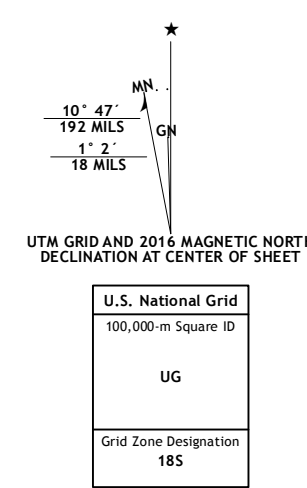 ★
MN
10° 47´
192 MILS
GN
1° 2´
18 MILS
UTM GRID AND 2016 MAGNETIC NORTH
DECLINATION AT CENTER OF SHEET
U.S. National Grid
100,000-m Square ID
UG
Grid Zone Designation
18S